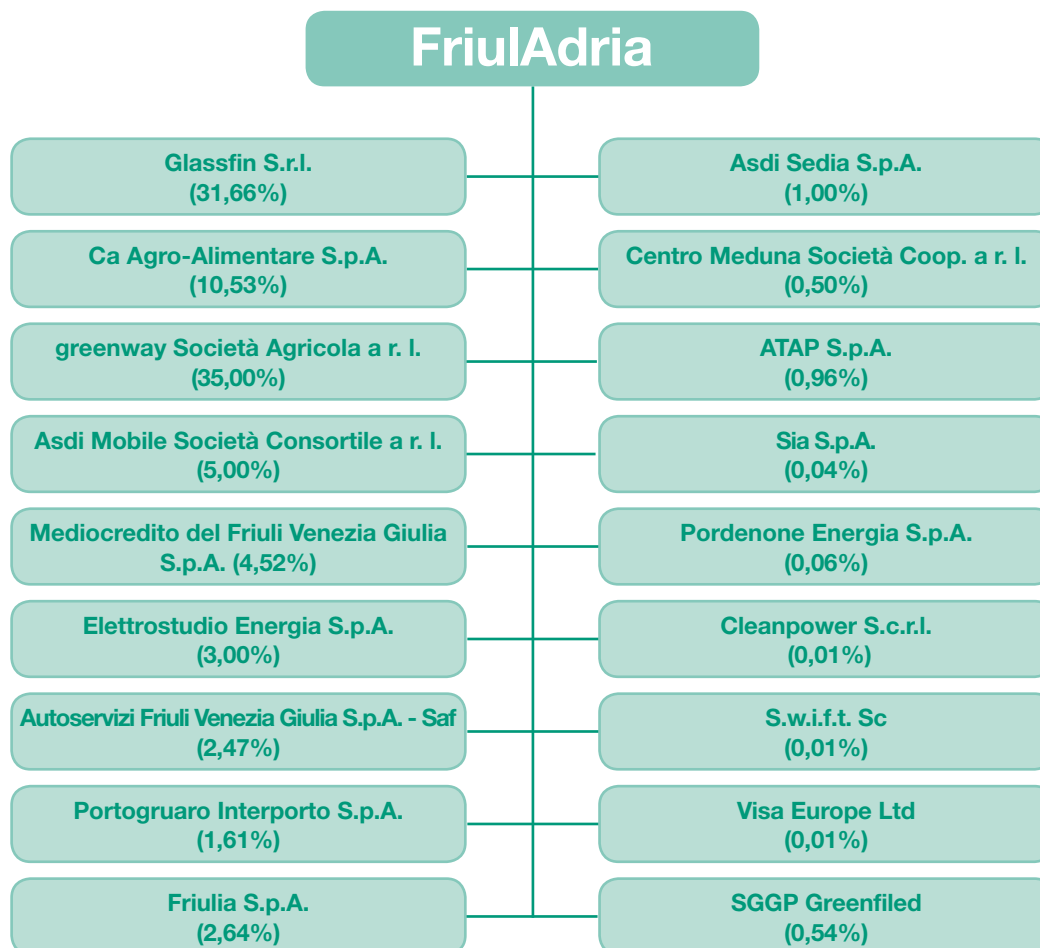 FriulAdria
Glassfin S.r.l.
(31,66%)
Asdi Sedia S.p.A.
(1,00%)
Ca Agro-Alimentare S.p.A.
(10,53%)
Centro Meduna Società Coop. a r. l.
(0,50%)
greenway Società Agricola a r. l.
(35,00%)
ATAP S.p.A.
(0,96%)
Asdi Mobile Società Consortile a r. l.
(5,00%)
Sia S.p.A.
(0,04%)
Mediocredito del Friuli Venezia Giulia
S.p.A. (4,52%)
Pordenone Energia S.p.A.
(0,06%)
Elettrostudio Energia S.p.A.
(3,00%)
Cleanpower S.c.r.l.
(0,01%)
Autoservizi Friuli Venezia Giulia S.p.A. - Saf
(2,47%)
S.w.i.f.t. Sc
(0,01%)
Portogruaro Interporto S.p.A.
(1,61%)
Visa Europe Ltd
(0,01%)
Friulia S.p.A.
(2,64%)
SGGP Greenfiled
(0,54%)